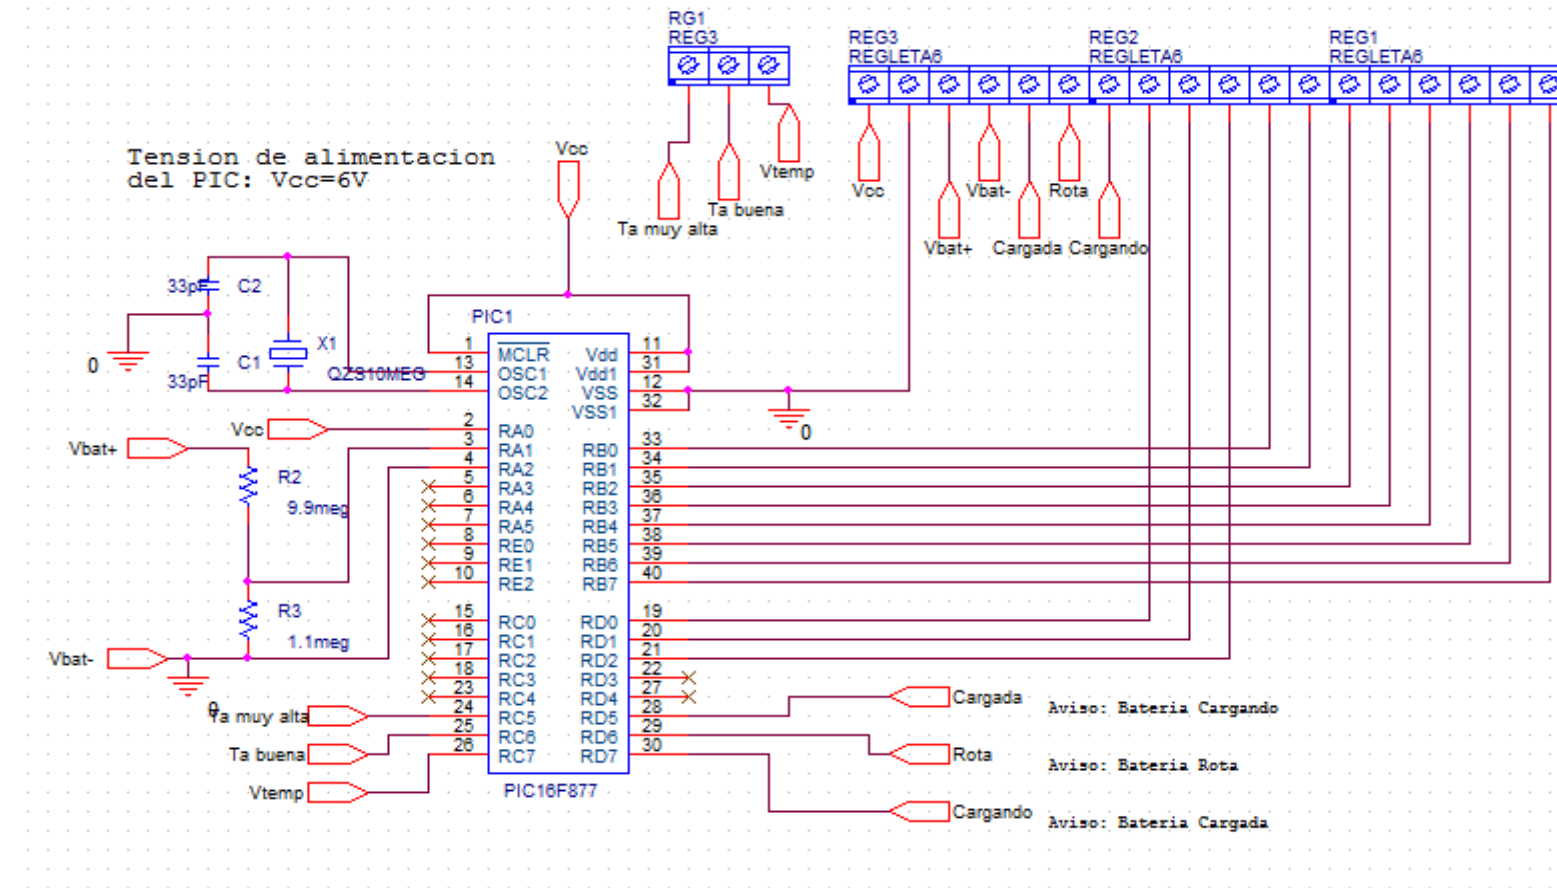 RG1
REG3
REG3
REGLETA6
REG2
REGLETA6
REG1
REGLETA6
Tension de alimentacion
del PIC: Vcc=6V
Vcc
Vtemp
Ta buena
Ta muy alta
Vcc
Vbat-
Rota
Vbat+
Cargada
Cargando
33pF
C2
PIC1
0
C1
33pF
X1
QZS10MEG
1
MCLR
Vdd
11
13
OSC1
Vdd1
31
14
OSC2
VSS
12
VSS1
32
0
Vcc
2
RA0
Vbat+
3
RA1
RB0
33
4
RA2
RB1
34
R2
9.9meg
5
RA3
RB2
35
6
RA4
RB3
36
7
RA5
RB4
37
8
RE0
RB5
38
9
RE1
RB6
39
10
RE2
RB7
40
R3
1.1meg
15
RC0
RD0
19
16
RC1
RD1
20
Vbat-
17
RC2
RD2
21
18
RC3
RD3
22
23
RC4
RD4
27
0
Ta muy alta
24
RC5
RD5
28
Cargada
Aviso: Bateria Cargando
Ta buena
25
RC6
RD6
29
Rota
Aviso: Bateria Rota
Vtemp
26
RC7
RD7
30
Cargando
Aviso: Bateria Cargada
PIC16F877